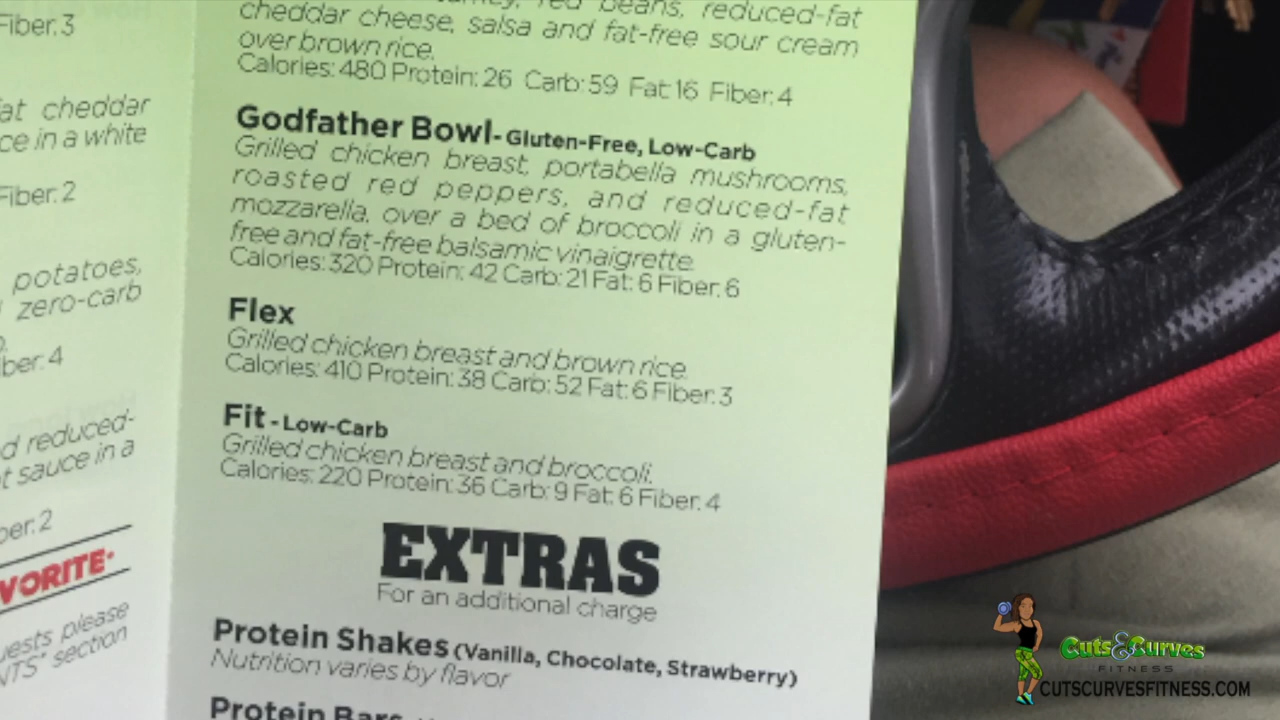 Fiber: 3
fat cheddar
ce in a white
Fiber: 2
potatoes,
zero-carb
ber: 4
d reduced-
t sauce in a
ber: 2
VORITE
ests please
NTS" section
red beans, reduced-fat
cheddar cheese, salsa and fat-free sour cream
over brown rice.
Calories: 480 Protein: 26 Carb: 59 Fat: 16 Fiber: 4
Godfather Bowl- Gluten-Free, Low-Carb
Grilled chicken breast, portabella mushrooms,
roasted red peppers, and reduced-fat
mozzarella, over a bed of broccoli in a gluten-
free and fat-free balsamic vinaigrette.
Calories: 320 Protein: 42 Carb: 21 Fat: 6 Fiber: 6
Flex
Grilled chicken breast and brown rice.
Calories: 410 Protein: 38 Carb: 52 Fat: 6 Fiber: 3
Fit - Low-Carb
Grilled chicken breast and broccoli.
Calories: 220 Protein: 36 Carb: 9 Fat: 6 Fiber: 4
EXTRAS
For an additional charge
Protein Shakes (Vanilla, Chocolate, Strawberry)
Nutrition varies by flavor
Protein Bars
Cuts&Curves
FITNESS
CUTSCURVESFITNESS.COM